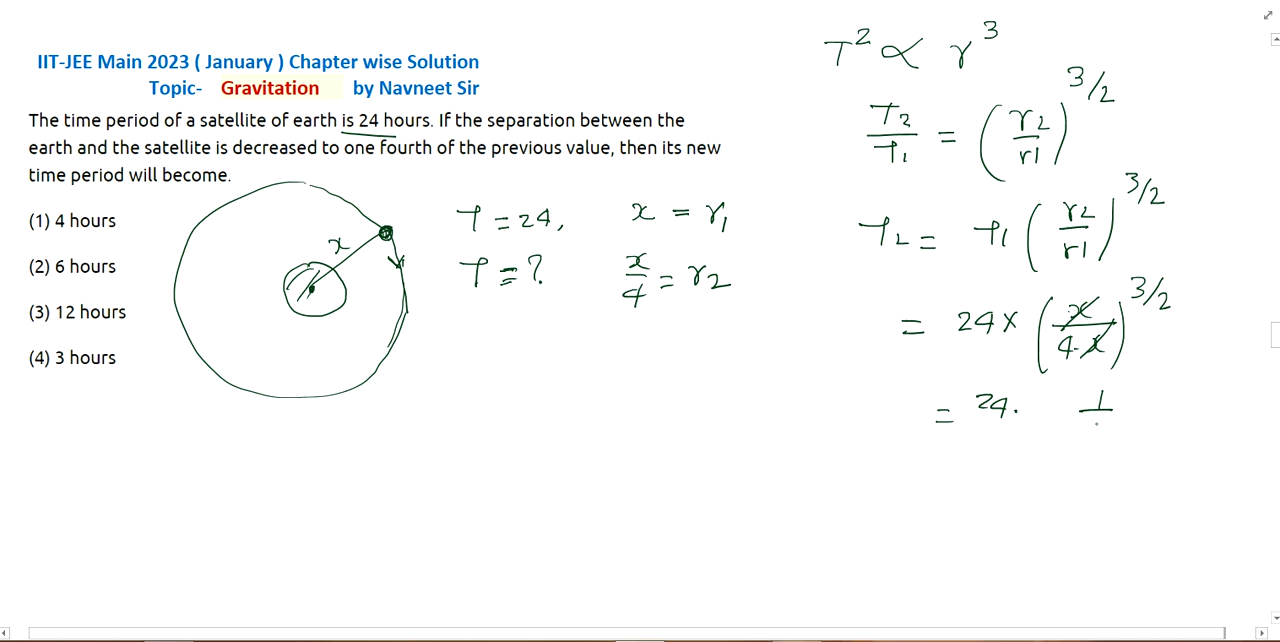 IIT-JEE Main 2023 ( January ) Chapter wise Solution
Topic- Gravitation by Navneet Sir
The time period of a satellite of earth is 24 hours. If the separation between the
earth and the satellite is decreased to one fourth of the previous value, then its new
time period will become.
(1) 4 hours
(2) 6 hours
(3) 12 hours
(4) 3 hours
x
T = 24, x = r₁
T = ? x/4 = r₂
T² ∝ r³
T₂/T₁ = (r₂/r1)^3/2
T₂ = T₁ (r₂/r1)^3/2
= 24 × (x/4·x)^3/2
= 24. 1